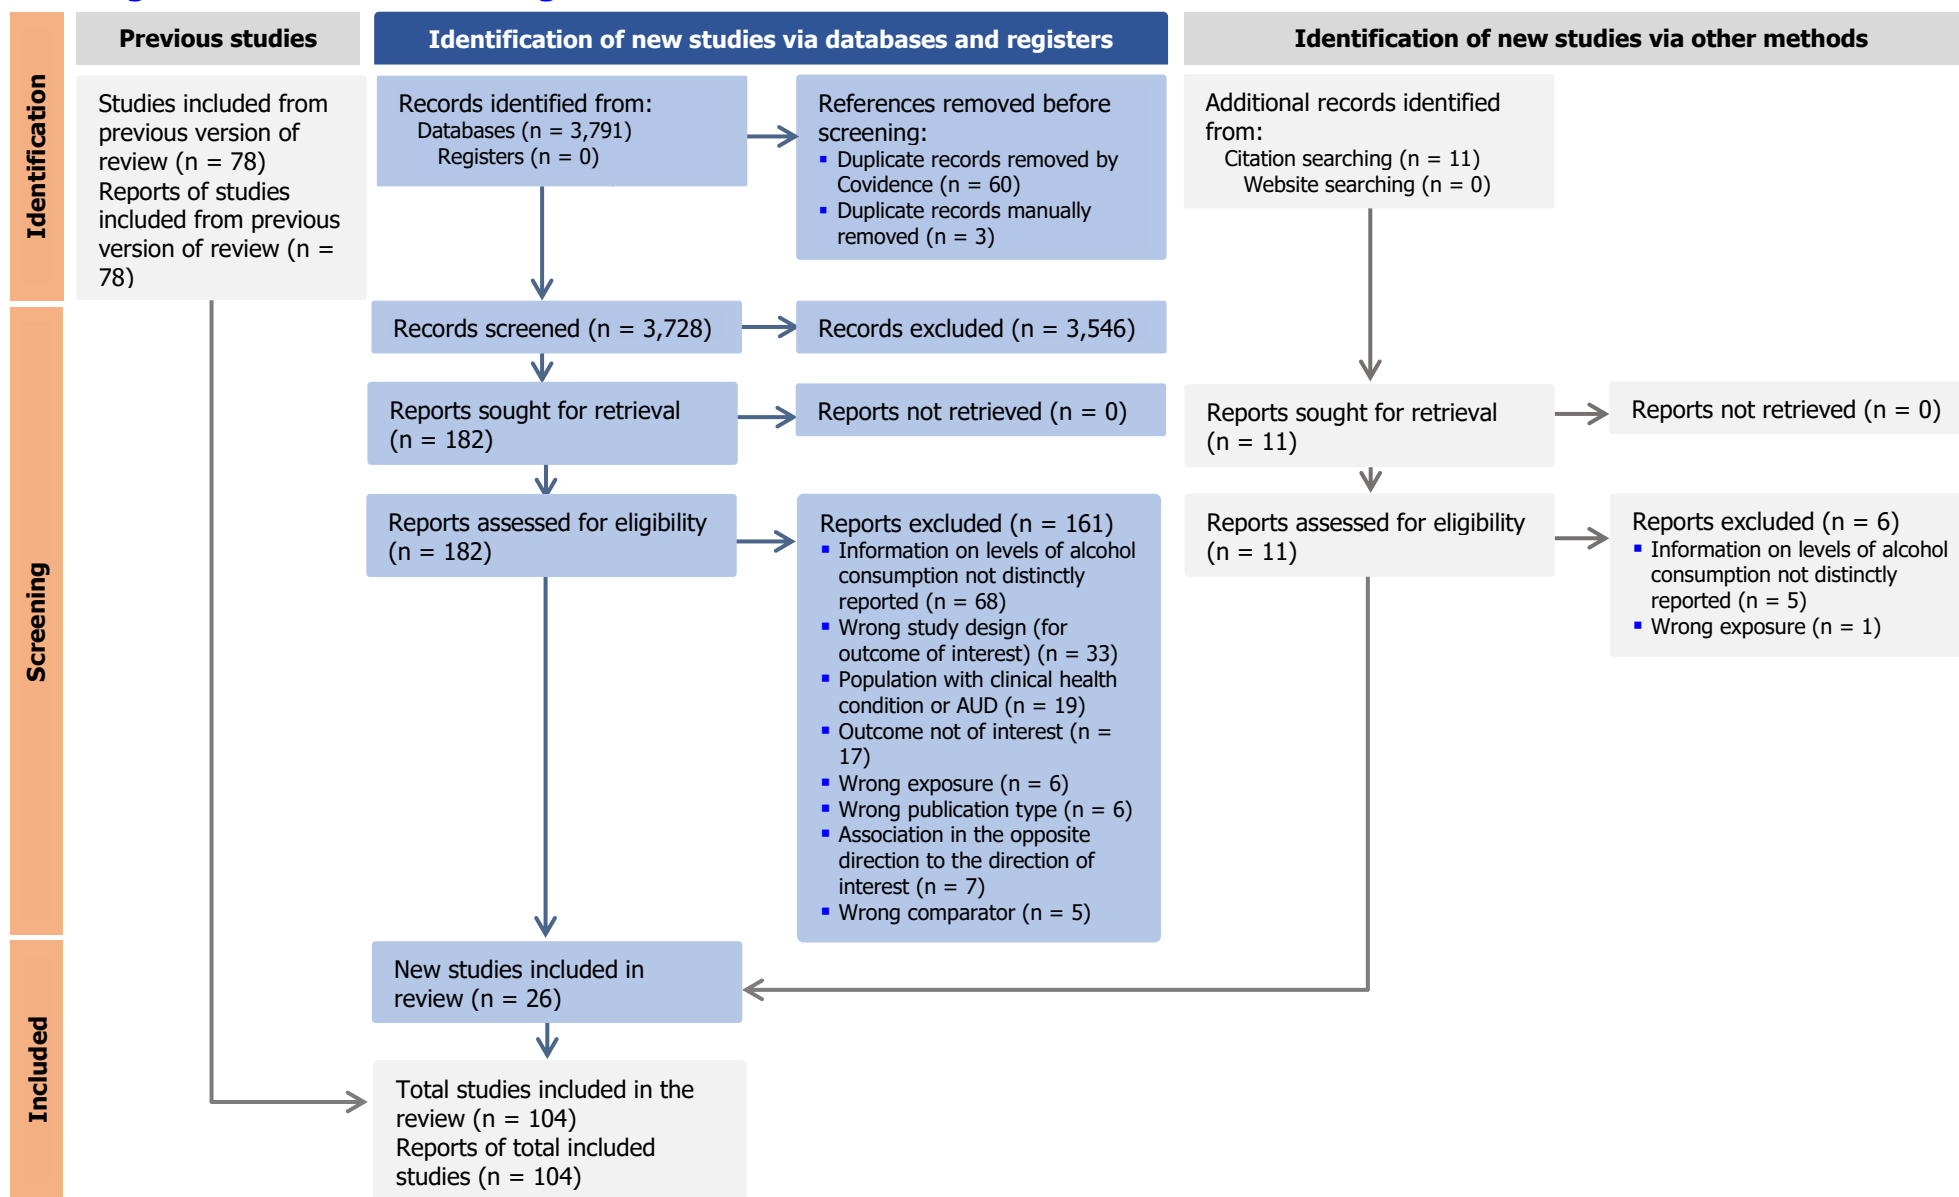 Previous studies
Identification of new studies via databases and registers
Identification of new studies via other methods
Identification
Studies included from
previous version of
review (n = 78)
Reports of studies
included from previous
version of review (n =
78)
Records identified from:
Databases (n = 3,791)
Registers (n = 0)
References removed before
screening:
▪ Duplicate records removed by
Covidence (n = 60)
▪ Duplicate records manually
removed (n = 3)
Additional records identified
from:
Citation searching (n = 11)
Website searching (n = 0)
Screening
Records screened (n = 3,728)
Records excluded (n = 3,546)
Reports sought for retrieval
(n = 182)
Reports not retrieved (n = 0)
Reports sought for retrieval
(n = 11)
Reports not retrieved (n = 0)
Reports assessed for eligibility
(n = 182)
Reports excluded (n = 161)
▪ Information on levels of alcohol
consumption not distinctly
reported (n = 68)
▪ Wrong study design (for
outcome of interest) (n = 33)
▪ Population with clinical health
condition or AUD (n = 19)
▪ Outcome not of interest (n =
17)
▪ Wrong exposure (n = 6)
▪ Wrong publication type (n = 6)
▪ Association in the opposite
direction to the direction of
interest (n = 7)
▪ Wrong comparator (n = 5)
Reports assessed for eligibility
(n = 11)
Reports excluded (n = 6)
▪ Information on levels of alcohol
consumption not distinctly
reported (n = 5)
▪ Wrong exposure (n = 1)
Included
New studies included in
review (n = 26)
Total studies included in the
review (n = 104)
Reports of total included
studies (n = 104)